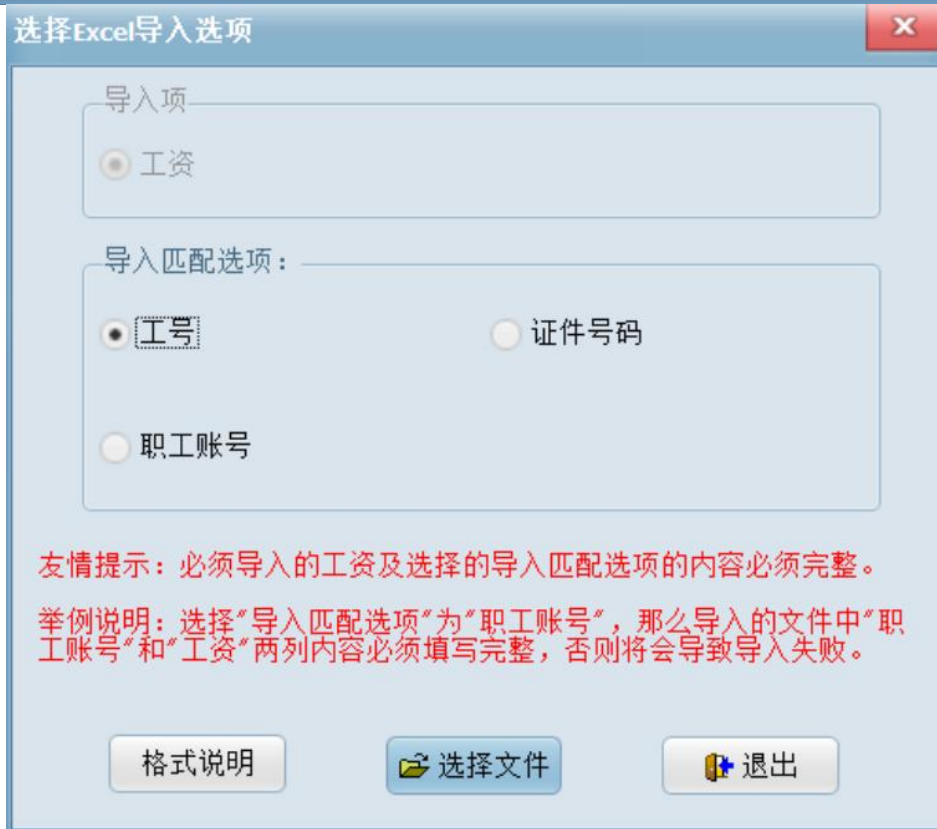 选择Excel导入选项
导入项
工资
导入匹配选项：
工号 证件号码
职工账号
友情提示：必须导入的工资及选择的导入匹配选项的内容必须完整。
举例说明：选择"导入匹配选项"为"职工账号"，那么导入的文件中"职
工账号"和"工资"两列内容必须填写完整，否则将会导致导入失败。
格式说明 选择文件 退出